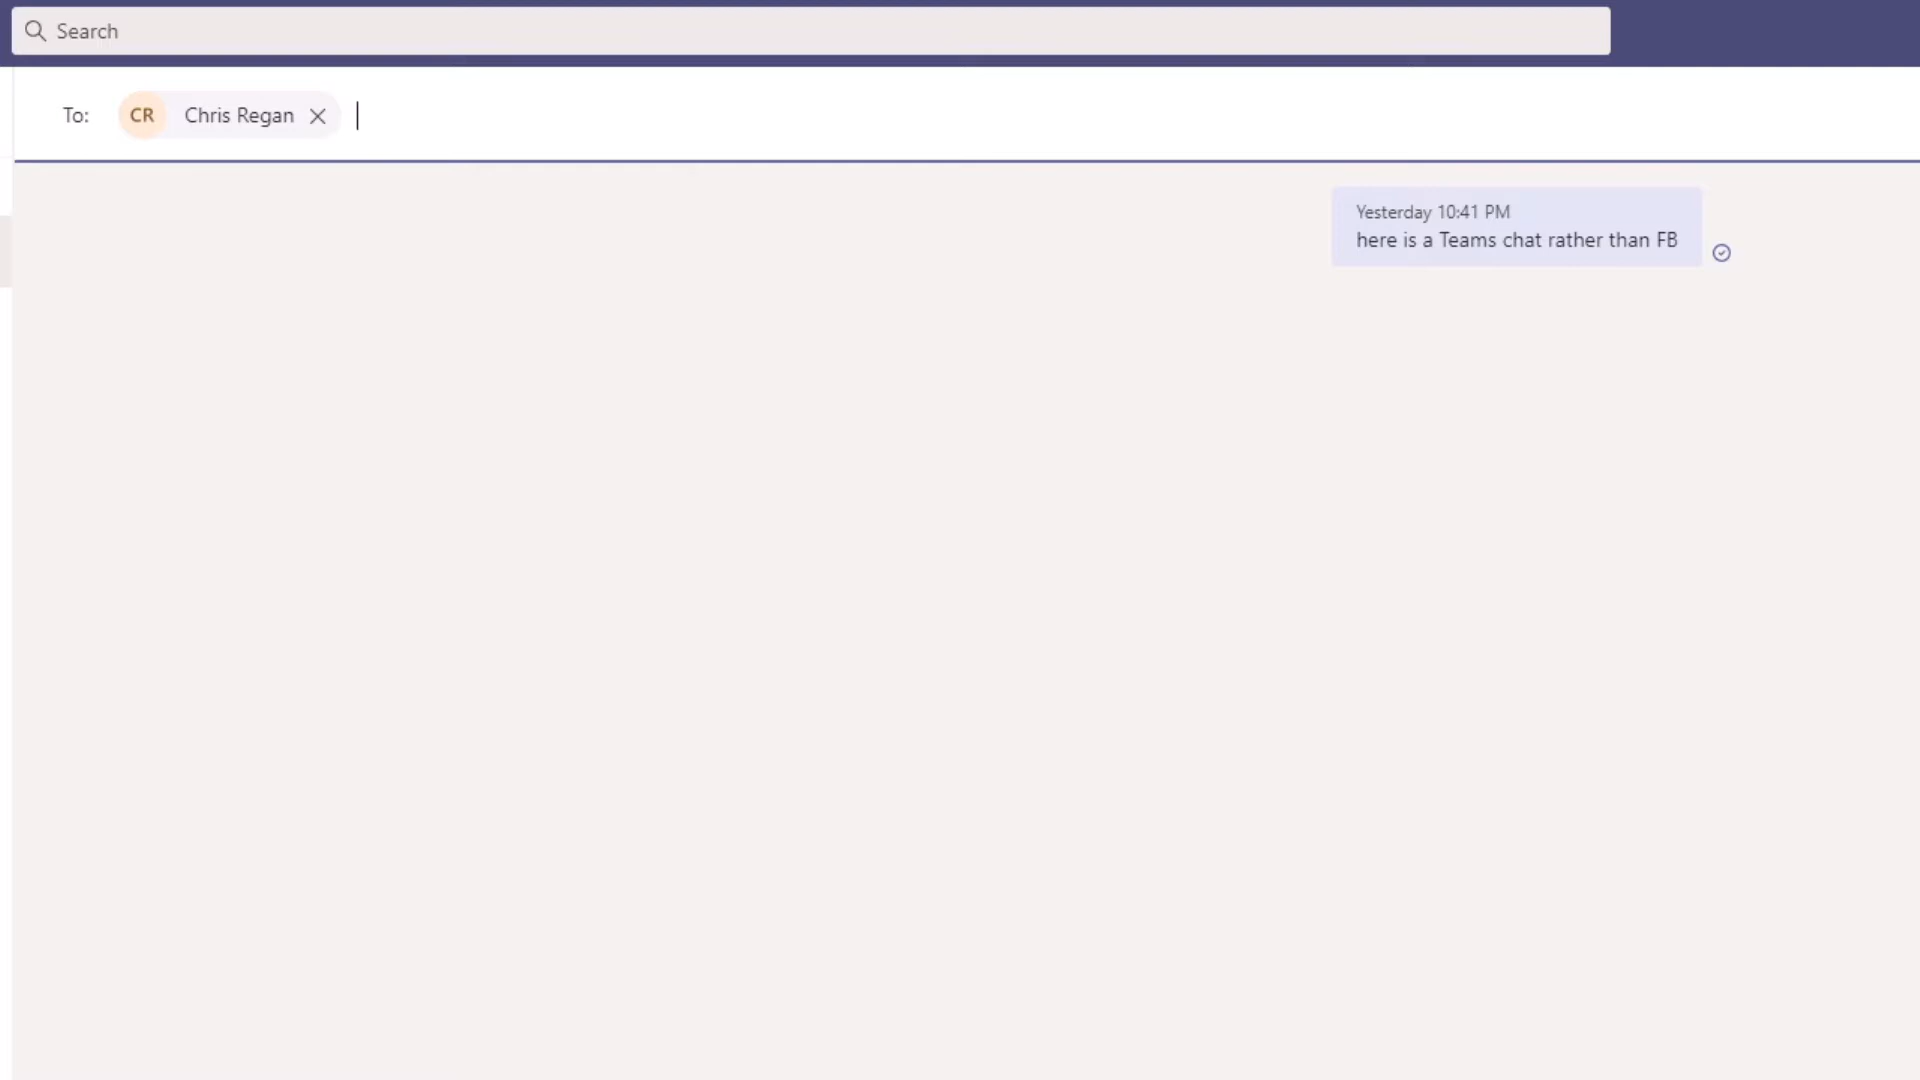 Search
To: CR Chris Regan
Yesterday 10:41 PM
here is a Teams chat rather than FB